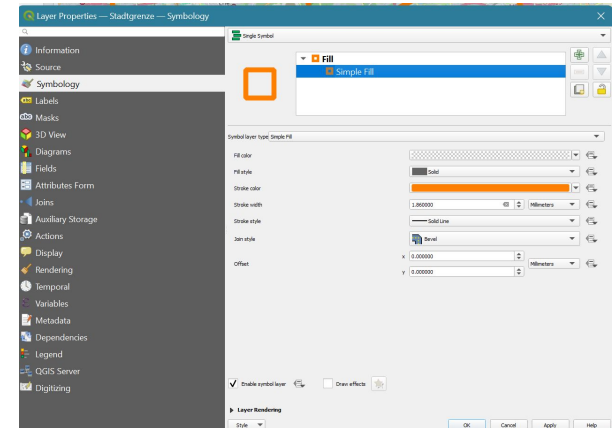 Layer Properties — Stadtgrenze — Symbology
Information
Source
Symbology
Labels
Masks
3D View
Diagrams
Fields
Attributes Form
Joins
Auxiliary Storage
Actions
Display
Rendering
Temporal
Variables
Metadata
Dependencies
Legend
QGIS Server
Digitizing
Single Symbol
Fill
Simple Fill
Symbol layer type Simple Fill
Fill color
Fill style Solid
Stroke color
Stroke width 1.860000 Millimeters
Stroke style Solid Line
Join style Bevel
Offset x 0.000000 Millimeters
y 0.000000
Enable symbol layer Draw effects
Layer Rendering
Style OK Cancel Apply Help